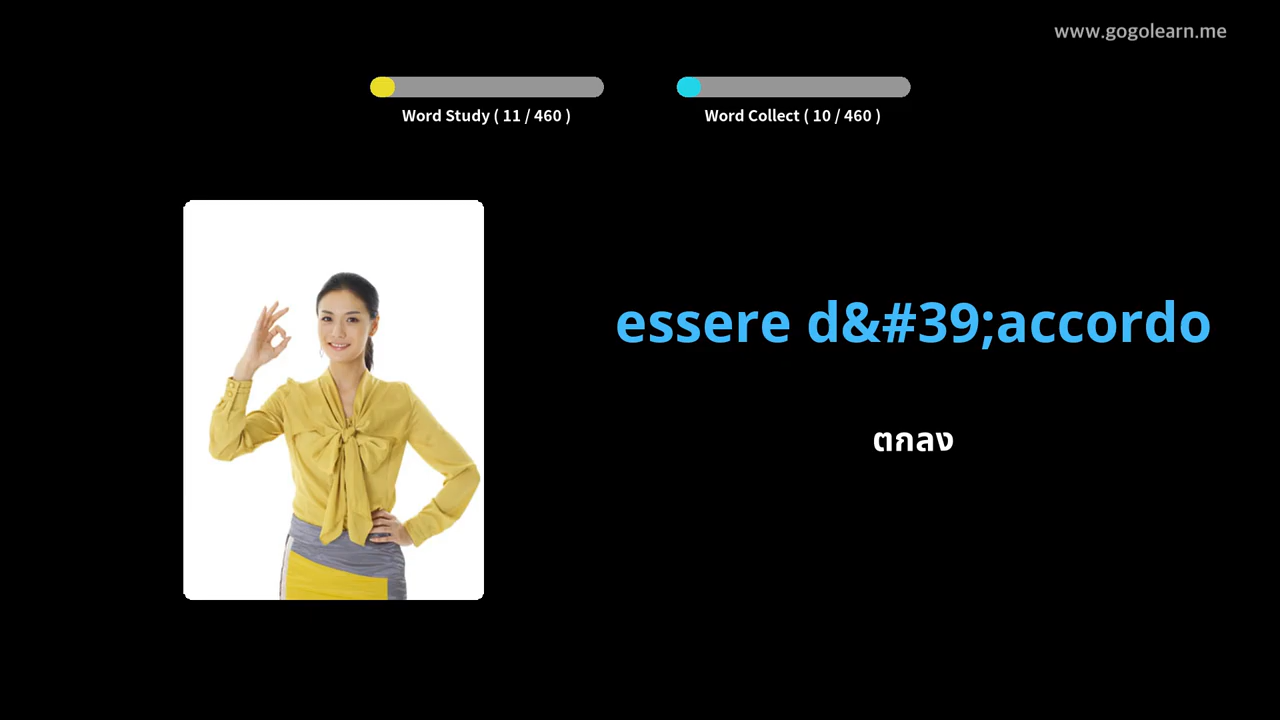 www.gogolearn.me
Word Study ( 11 / 460 )
Word Collect ( 10 / 460 )
essere d&#39;accordo
ตกลง